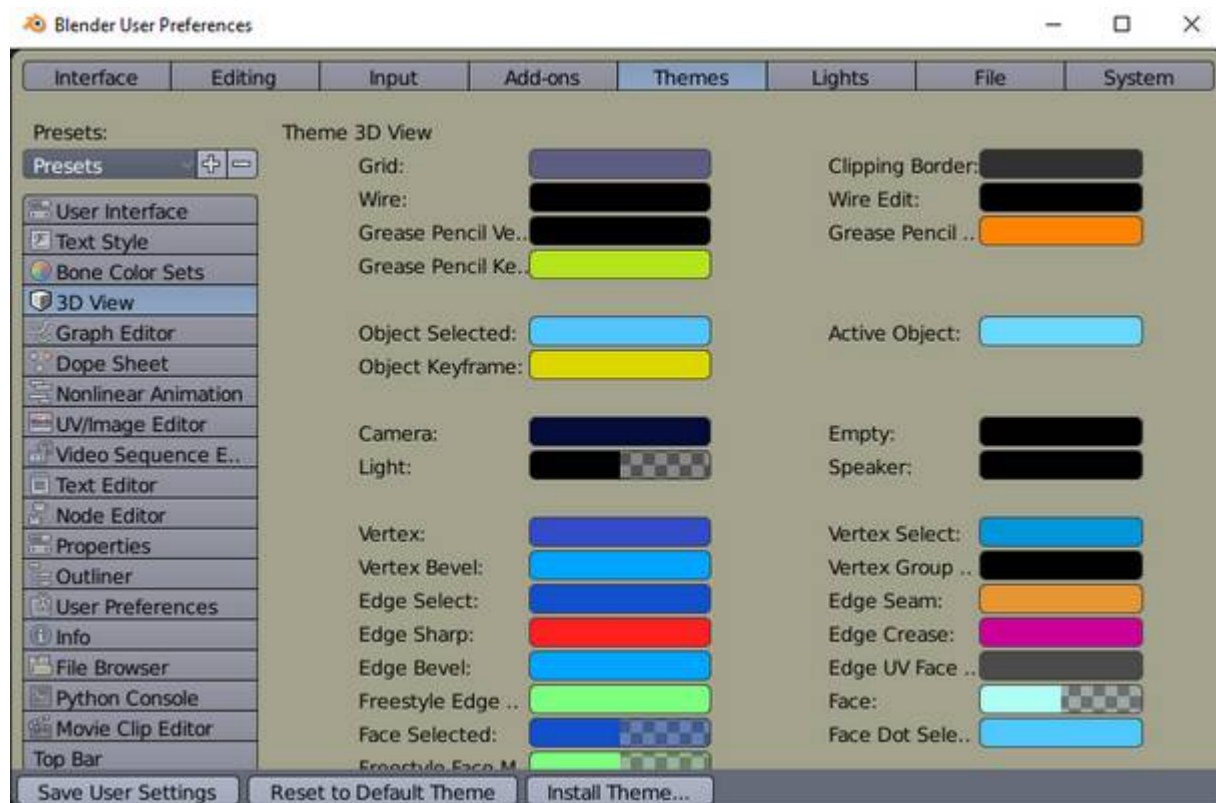 Blender User Preferences
Interface Editing Input Add-ons Themes Lights File System
Presets:
Presets
User Interface
Text Style
Bone Color Sets
3D View
Graph Editor
Dope Sheet
Nonlinear Animation
UV/Image Editor
Video Sequence E..
Text Editor
Node Editor
Properties
Outliner
User Preferences
Info
File Browser
Python Console
Movie Clip Editor
Top Bar
Theme 3D View
Grid:
Wire:
Grease Pencil Ve..
Grease Pencil Ke..
Object Selected:
Object Keyframe:
Camera:
Light:
Vertex:
Vertex Bevel:
Edge Select:
Edge Sharp:
Edge Bevel:
Freestyle Edge ..
Face Selected:
Freestyle Face M
Clipping Border:
Wire Edit:
Grease Pencil ..
Active Object:
Empty:
Speaker:
Vertex Select:
Vertex Group ..
Edge Seam:
Edge Crease:
Edge UV Face ..
Face:
Face Dot Sele..
Save User Settings Reset to Default Theme Install Theme...